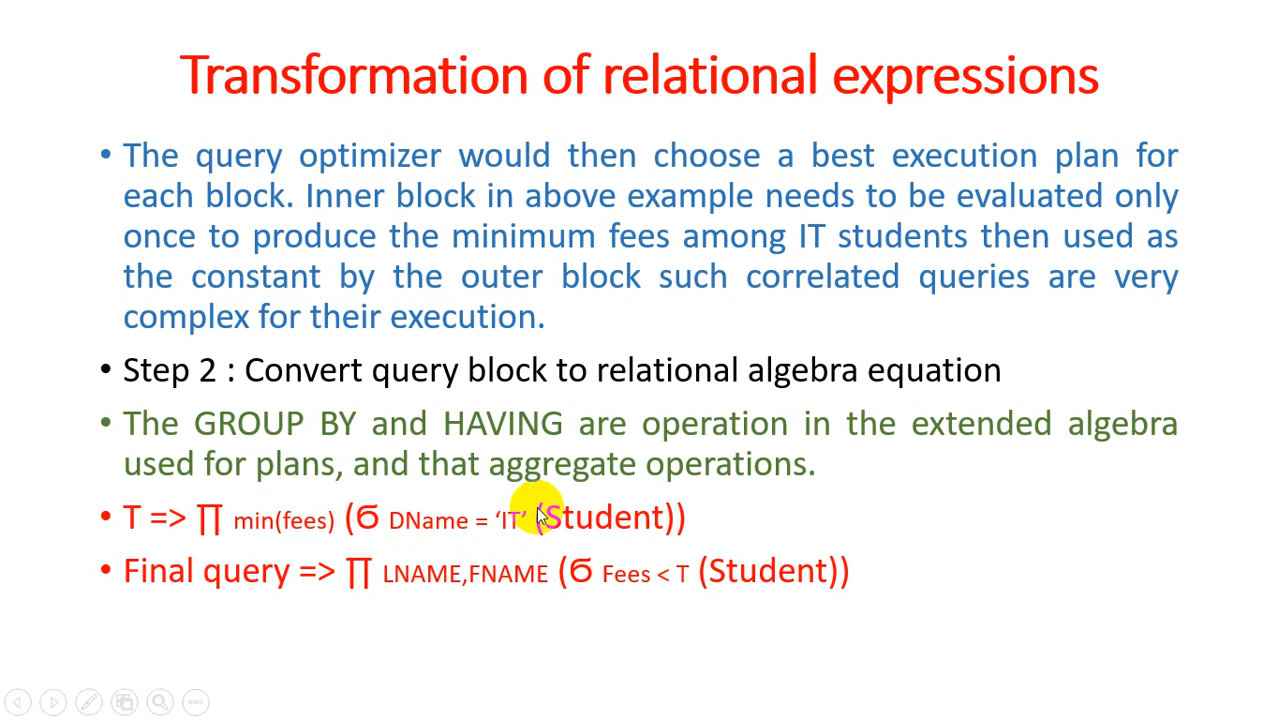 Transformation of relational expressions
• The query optimizer would then choose a best execution plan for
each block. Inner block in above example needs to be evaluated only
once to produce the minimum fees among IT students then used as
the constant by the outer block such correlated queries are very
complex for their execution.
• Step 2 : Convert query block to relational algebra equation
• The GROUP BY and HAVING are operation in the extended algebra
used for plans, and that aggregate operations.
• T => ∏ min(fees) (Ϭ DName = ‘IT’ (Student))
• Final query => ∏ LNAME,FNAME (Ϭ Fees < T (Student))